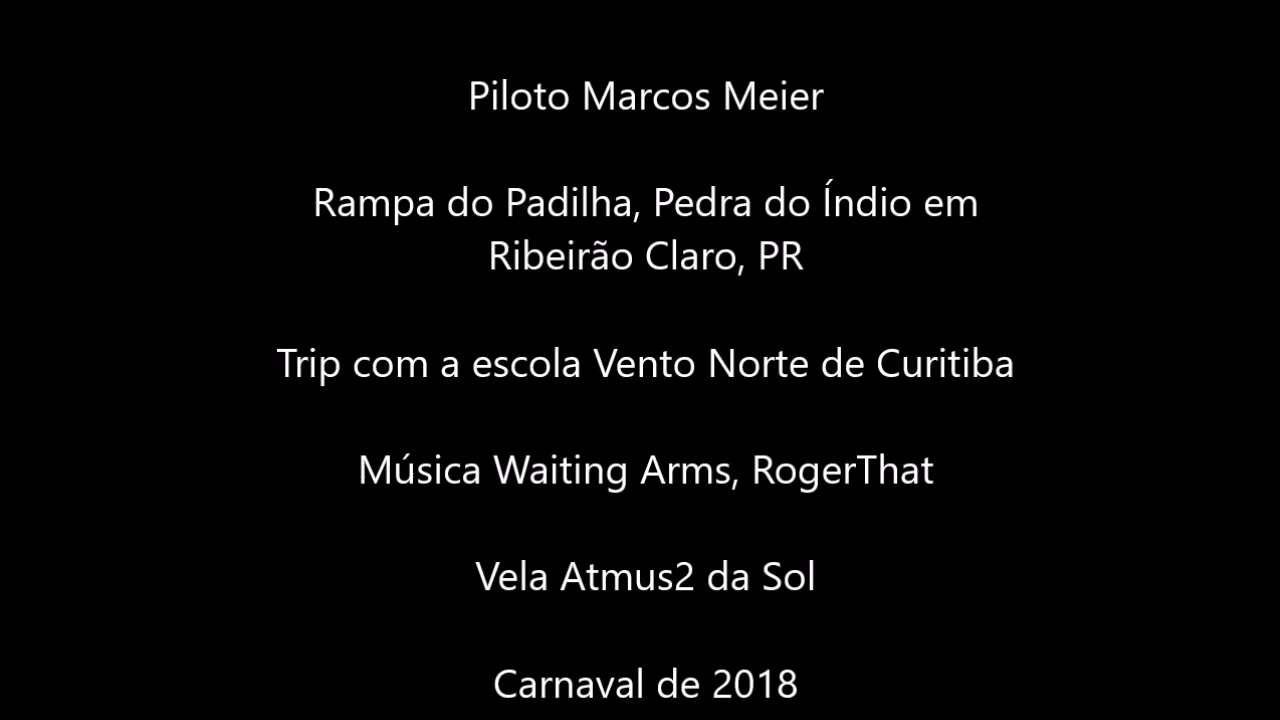 Piloto Marcos Meier
Rampa do Padilha, Pedra do Índio em
Ribeirão Claro, PR
Trip com a escola Vento Norte de Curitiba
Música Waiting Arms, RogerThat
Vela Atmus2 da Sol
Carnaval de 2018